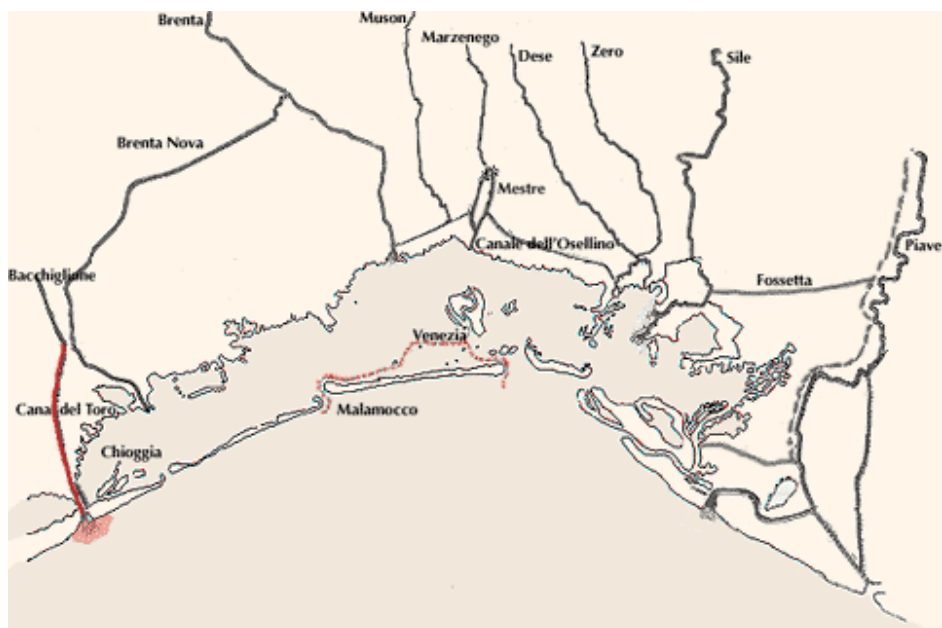 Brenta
Muson
Marzenego
Dese
Zero
Sile
Brenta Nova
Mestre
Canale dell'Osellino
Piave
Bacchiglione
Fossetta
Venezia
Canal del Toro
Malamocco
Chioggia